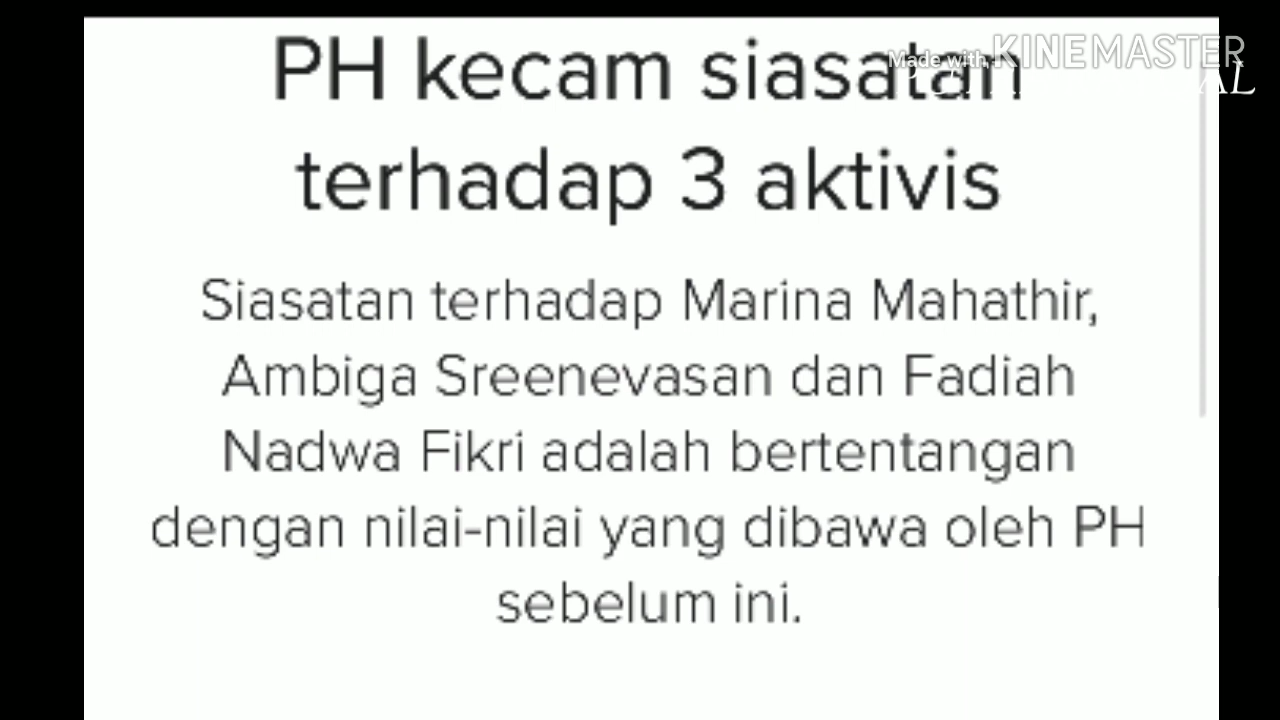 PH kecam siasatan
Made with KINEMASTER
terhadap 3 aktivis
Siasatan terhadap Marina Mahathir,
Ambiga Sreenevasan dan Fadiah
Nadwa Fikri adalah bertentangan
dengan nilai-nilai yang dibawa oleh PH
sebelum ini.